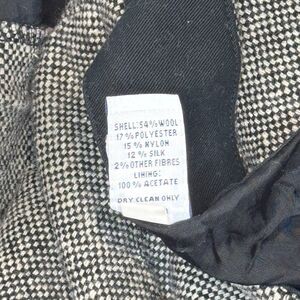 SHELL:54%WOOL
17%POLYESTER
15%NYLON
12%SILK
2%OTHER FIBRES
LINING:
100%ACETATE
DRY CLEAN ONLY